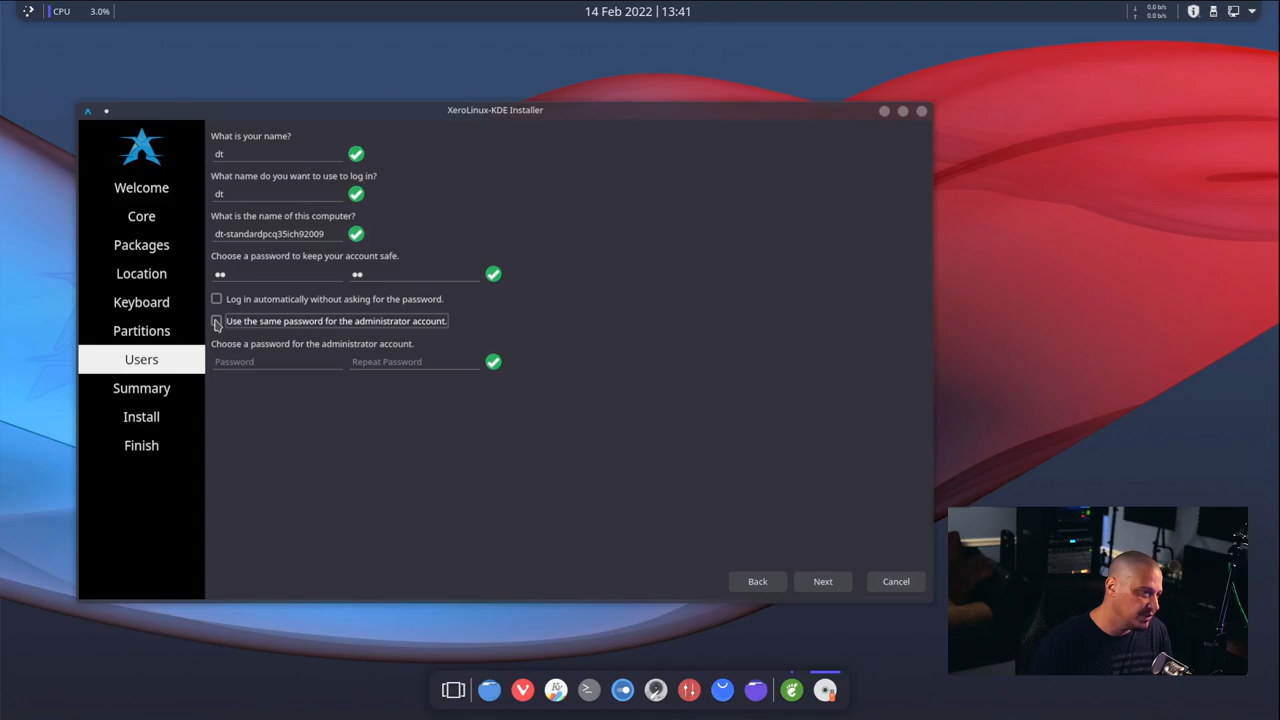 CPU 3.0% 14 Feb 2022 | 13:41 ↓ 0.0 b/s
↑ 0.0 b/s
XeroLinux-KDE Installer
Welcome
Core
Packages
Location
Keyboard
Partitions
Users
Summary
Install
Finish
What is your name?
dt
What name do you want to use to log in?
dt
What is the name of this computer?
dt-standardpcq35ich92009
Choose a password to keep your account safe.
●● ●●
Log in automatically without asking for the password.
Use the same password for the administrator account.
Choose a password for the administrator account.
Password Repeat Password
Back Next Cancel